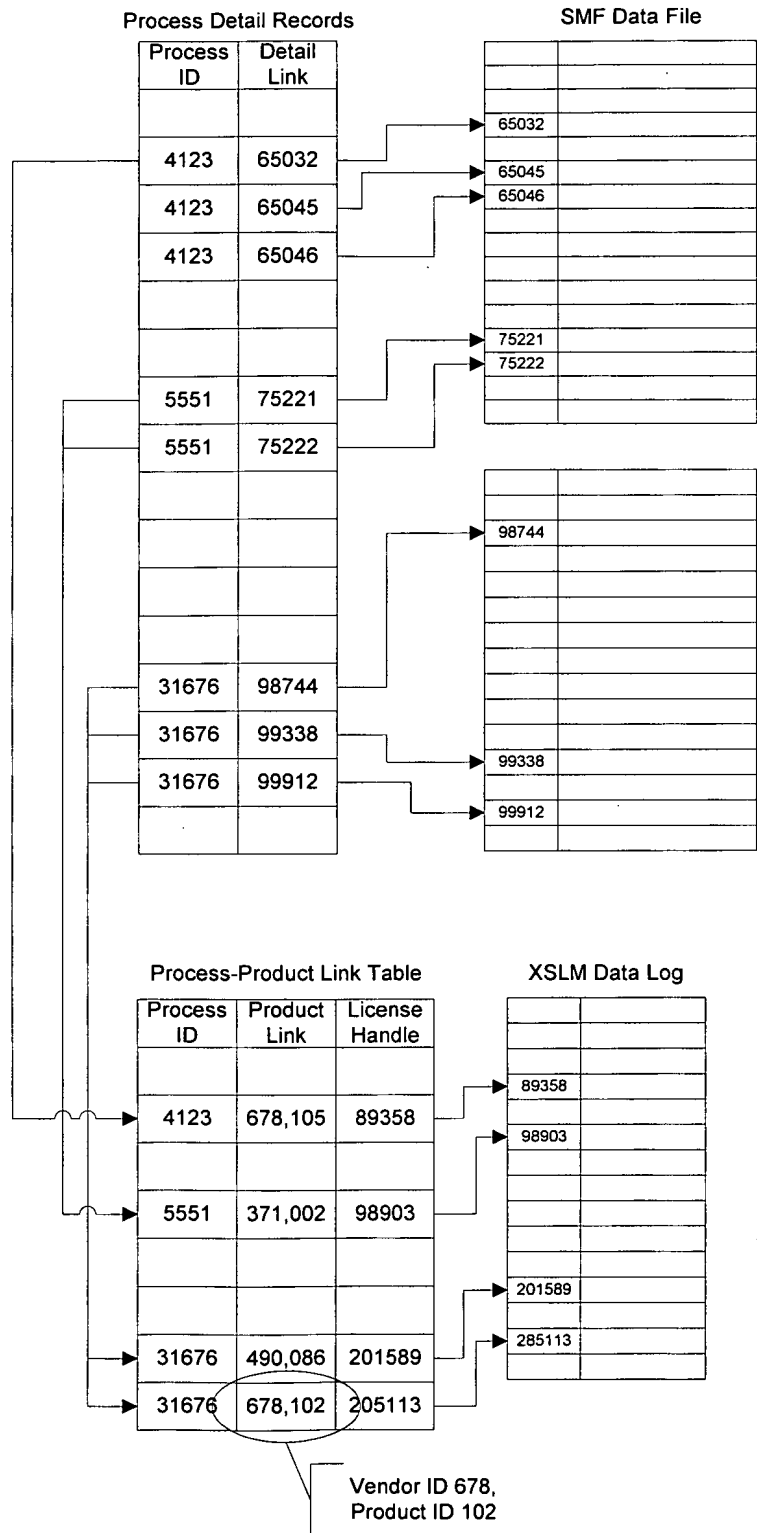 Process Detail Records
SMF Data File
Process ID
Detail Link
4123 65032
4123 65045
4123 65046
5551 75221
5551 75222
31676 98744
31676 99338
31676 99912
65032
65045
65046
75221
75222
98744
99338
99912
Process-Product Link Table
XSLM Data Log
Process ID
Product Link
License Handle
4123 678,105 89358
5551 371,002 98903
31676 490,086 201589
31676 678,102 205113
89358
98903
201589
285113
Vendor ID 678,
Product ID 102